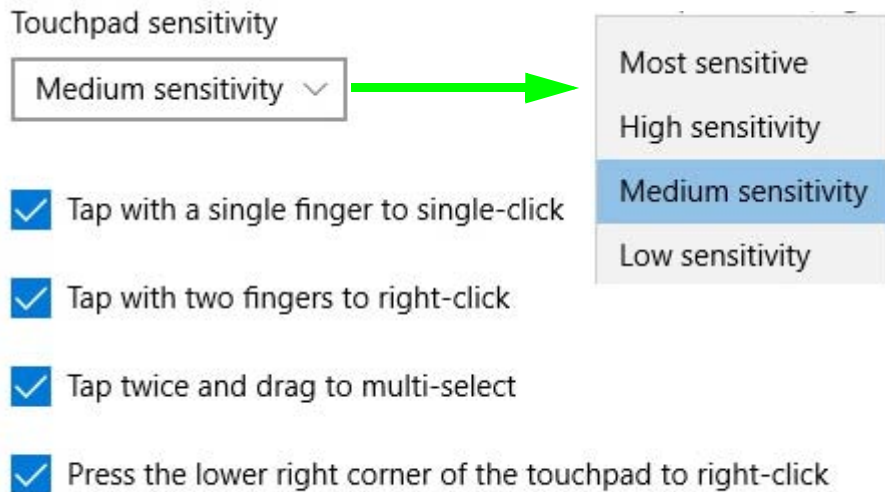 Touchpad sensitivity
Medium sensitivity
Most sensitive
High sensitivity
Medium sensitivity
Low sensitivity
Tap with a single finger to single-click
Tap with two fingers to right-click
Tap twice and drag to multi-select
Press the lower right corner of the touchpad to right-click